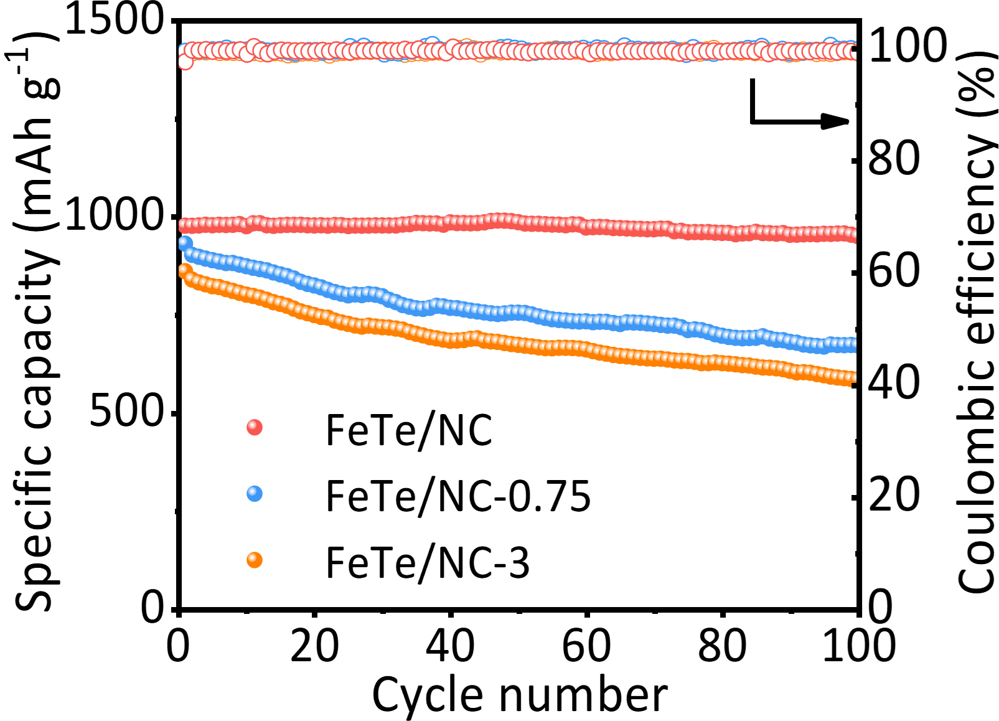 Specific capacity (mAh g-1)
1500
1000
500
0
100
80
60
40
20
0
Coulombic efficiency (%)
FeTe/NC
FeTe/NC-0.75
FeTe/NC-3
0 20 40 60 80 100
Cycle number